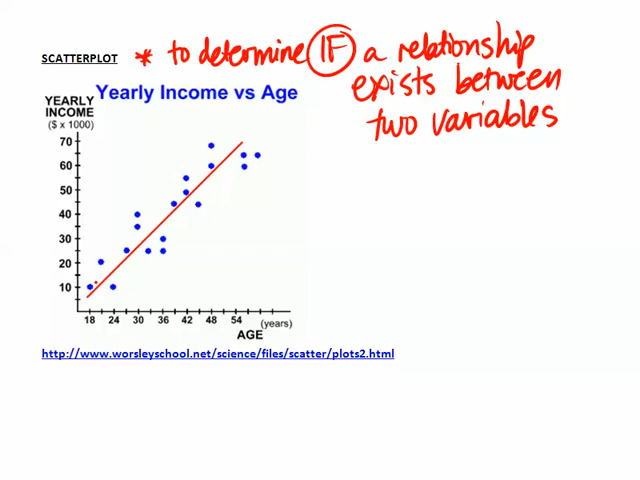 SCATTERPLOT * to determine IF a relationship
exists between
two variables
Yearly Income vs Age
YEARLY
INCOME
($ x 1000)
70
60
50
40
30
20
10
18 24 30 36 42 48 54 (years)
AGE
http://www.worsleyschool.net/science/files/scatter/plots2.html